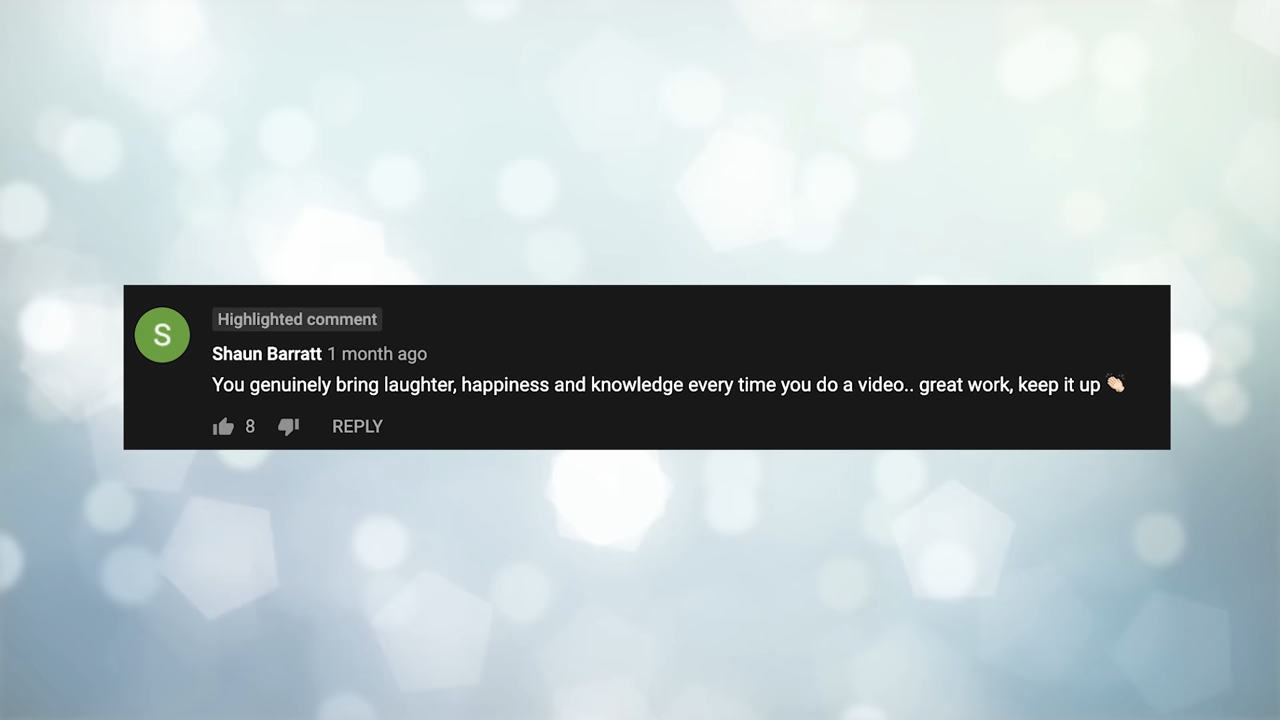 S
Highlighted comment
Shaun Barratt 1 month ago
You genuinely bring laughter, happiness and knowledge every time you do a video.. great work, keep it up 👏🏻
8 REPLY